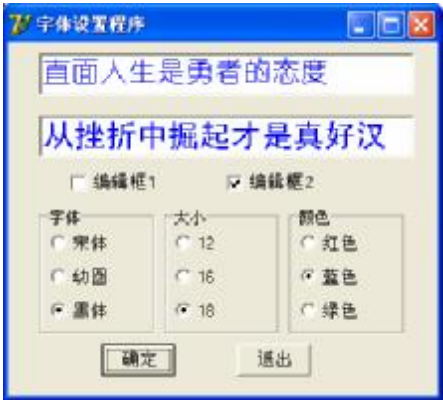 字体设置程序
直面人生是勇者的态度
从挫折中掘起才是真好汉
编辑框1 编辑框2
字体 大小 颜色
宋体 12 红色
幼圆 16 蓝色
黑体 18 绿色
确定 退出